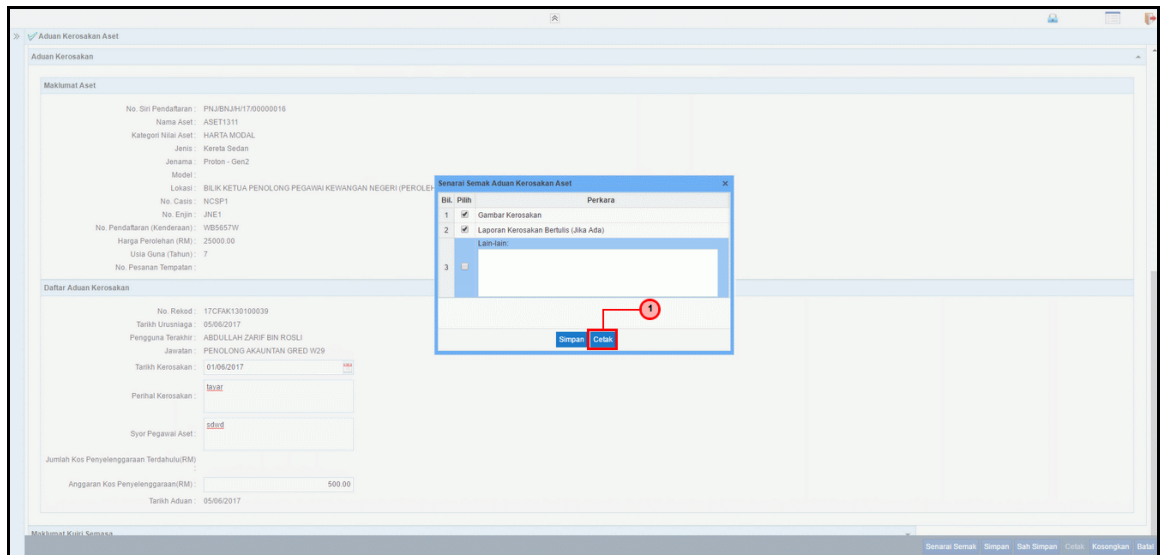 Aduan Kerosakan Aset
Aduan Kerosakan
Maklumat Aset
No. Siri Pendaftaran : PNJ/BNJ/H/17/00000016
Nama Aset : ASET1311
Kategori Nilai Aset : HARTA MODAL
Jenis : Kereta Sedan
Jenama : Proton - Gen2
Model :
Lokasi : BILIK KETUA PENOLONG PEGAWAI KEWANGAN NEGERI (PEROLEH
No. Casis : NCSP1
No. Enjin : JNE1
No. Pendaftaran (Kenderaan) : WB5657W
Harga Perolehan (RM) : 25000.00
Usia Guna (Tahun) : 7
No. Pesanan Tempatan :
Daftar Aduan Kerosakan
No. Rekod : 17CFAK130100039
Tarikh Urusniaga : 05/06/2017
Pengguna Terakhir : ABDULLAH ZARIF BIN ROSLI
Jawatan : PENOLONG AKAUNTAN GRED W29
Tarikh Kerosakan : 01/06/2017
Perihal Kerosakan : tayar
Syor Pegawai Aset : sdwd
Jumlah Kos Penyelenggaraan Terdahulu(RM)
:
Anggaran Kos Penyelenggaraan(RM) : 500.00
Tarikh Aduan : 05/06/2017
Maklumat Kuiri Semasa
Senarai Semak Aduan Kerosakan Aset x
Bil. Pilih Perkara
1 Gambar Kerosakan
2 Laporan Kerosakan Bertulis (Jika Ada)
Lain-lain:
3
1
Simpan Cetak
Senarai Semak Simpan Sah Simpan Cetak Kosongkan Batal